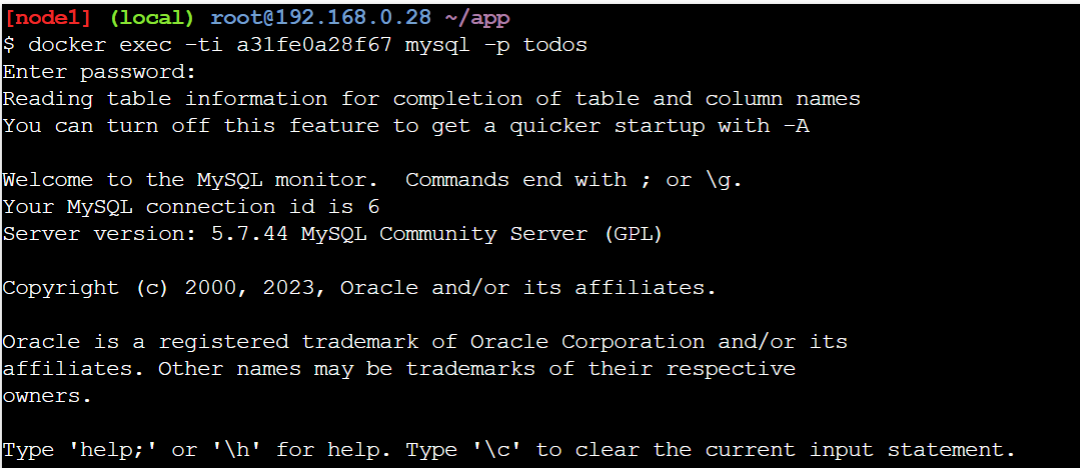 [node1] (local) root@192.168.0.28 ~/app
$ docker exec -ti a31fe0a28f67 mysql -p todos
Enter password:
Reading table information for completion of table and column names
You can turn off this feature to get a quicker startup with -A
Welcome to the MySQL monitor.  Commands end with ; or \g.
Your MySQL connection id is 6
Server version: 5.7.44 MySQL Community Server (GPL)
Copyright (c) 2000, 2023, Oracle and/or its affiliates.
Oracle is a registered trademark of Oracle Corporation and/or its
affiliates. Other names may be trademarks of their respective
owners.
Type 'help;' or '\h' for help. Type '\c' to clear the current input statement.